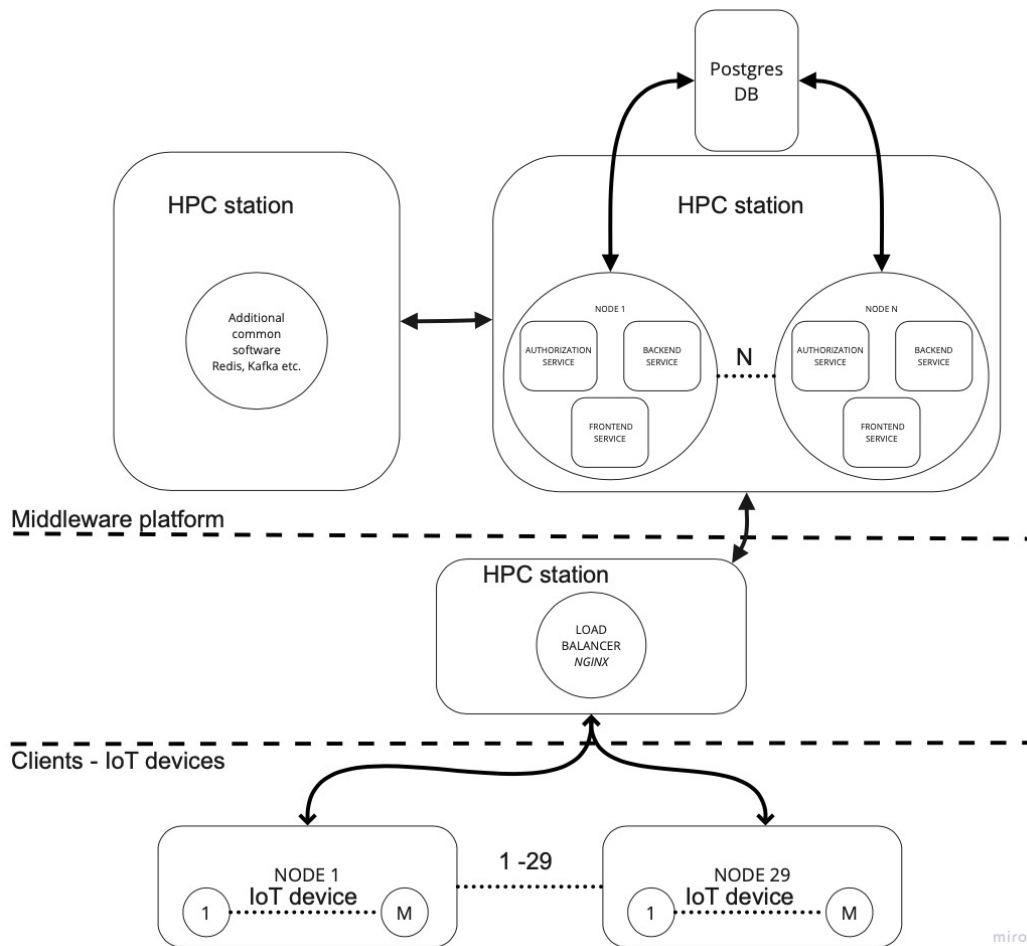 Postgres
DB
HPC station
Additional
common
software
Redis, Kafka etc.
HPC station
NODE 1
AUTHORIZATION
SERVICE
BACKEND
SERVICE
FRONTEND
SERVICE
N
NODE N
AUTHORIZATION
SERVICE
BACKEND
SERVICE
FRONTEND
SERVICE
Middleware platform
HPC station
LOAD
BALANCER
NGINX
Clients - IoT devices
NODE 1
IoT device
1
M
1 -29
NODE 29
IoT device
1
M
miro